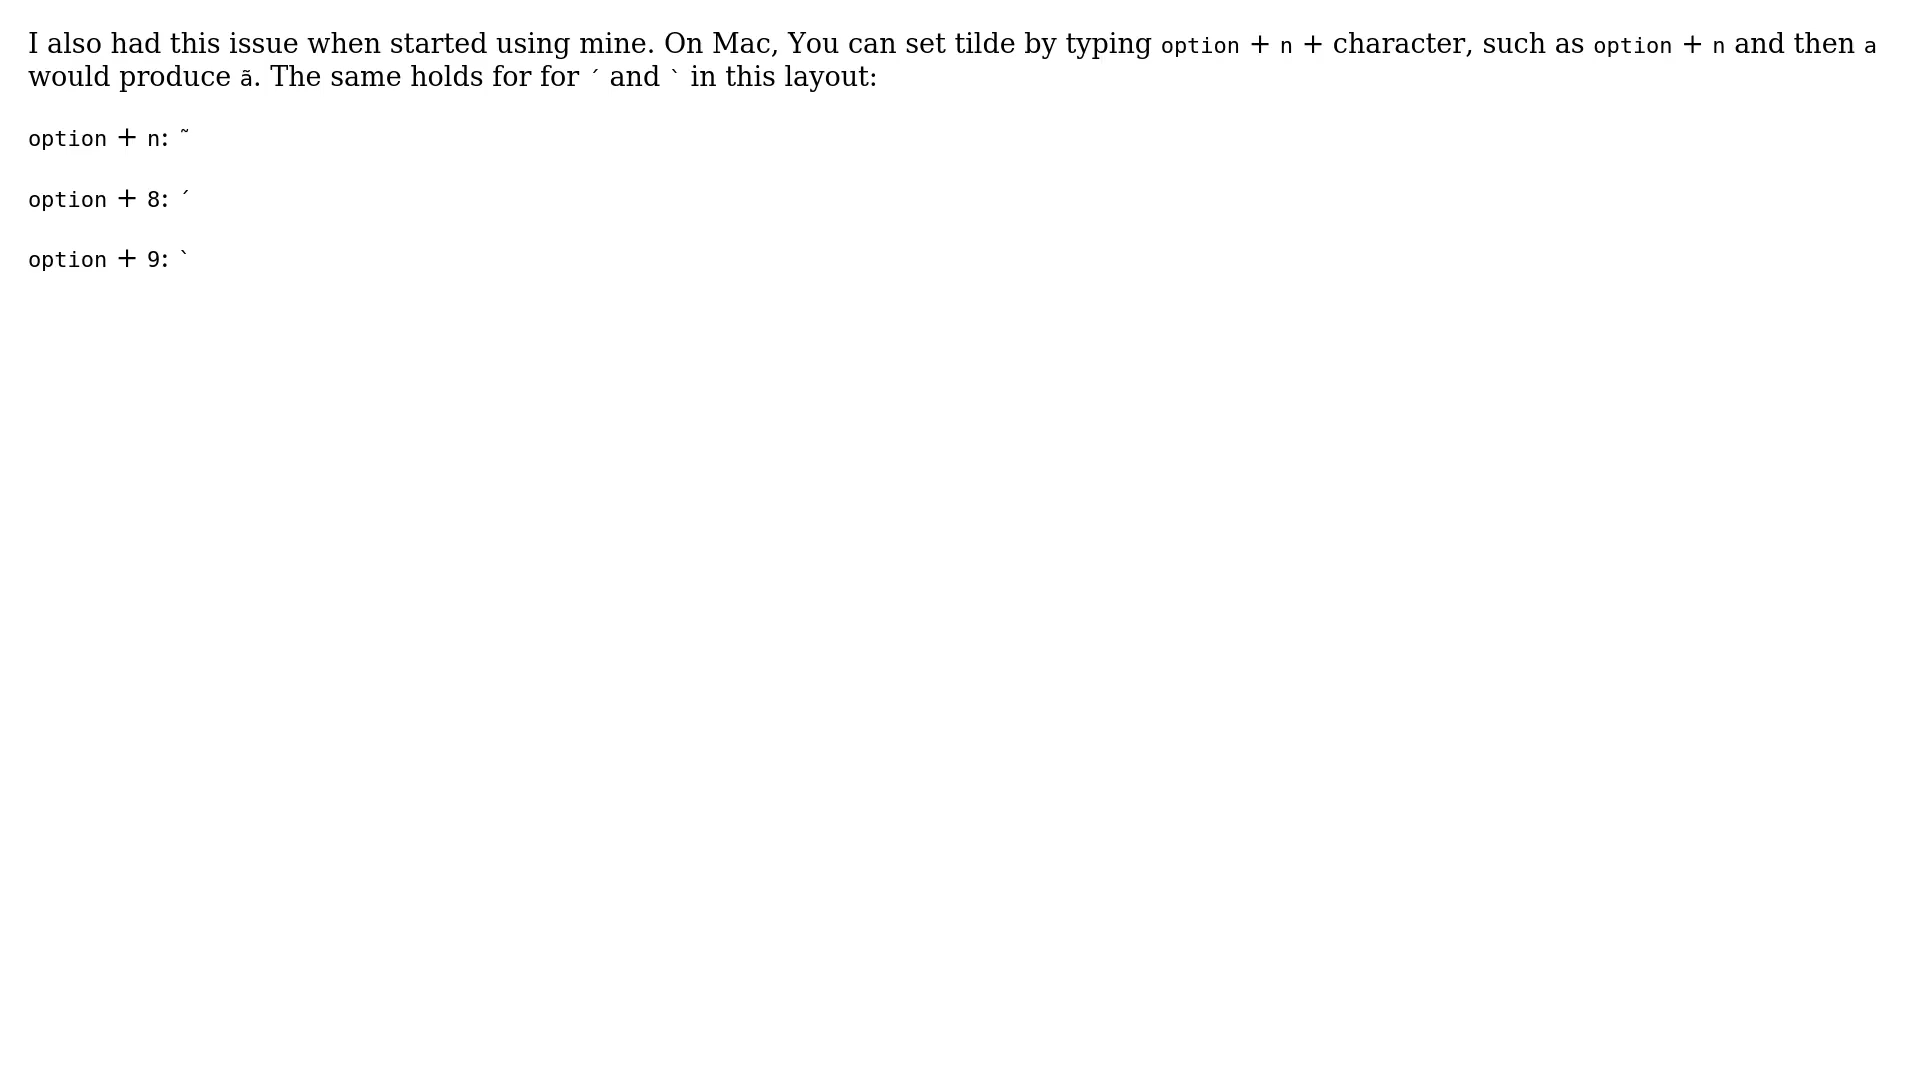 I also had this issue when started using mine. On Mac, You can set tilde by typing option + n + character, such as option + n and then a
would produce ã. The same holds for for ´ and ` in this layout:
option + n: ˜
option + 8: ´
option + 9: `